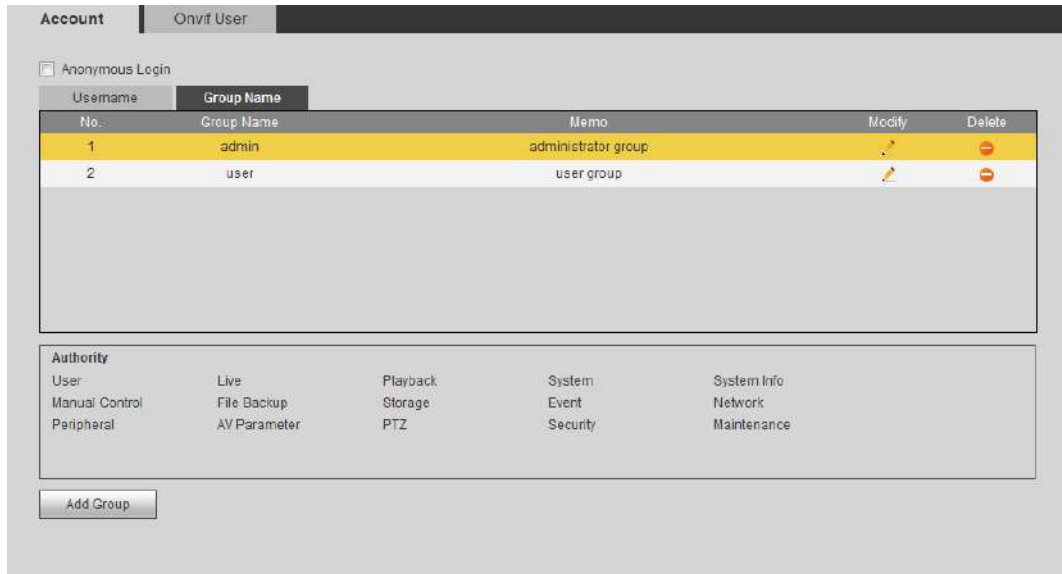 Account Onvif User
Anonymous Login
Username Group Name
No. Group Name Memo Modify Delete
1 admin administrator group
2 user user group
Authority
User Live Playback System System Info
Manual Control File Backup Storage Event Network
Peripheral AV Parameter PTZ Security Maintenance
Add Group